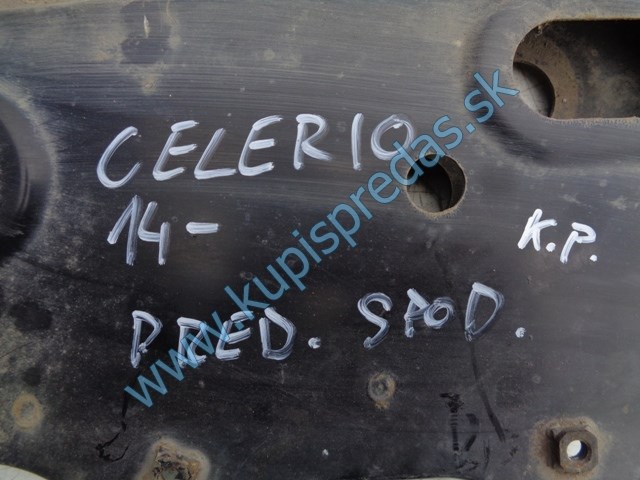 CELERIO
14-
K.P.
PRED. SPOD.
www.kupispredas.sk